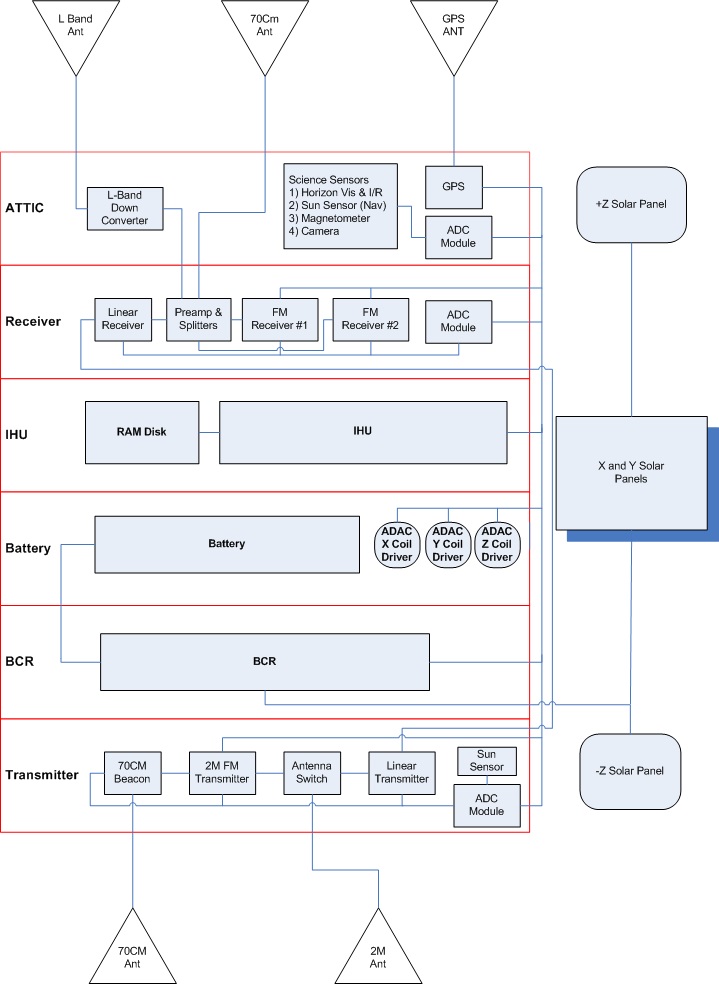 L Band
Ant
70Cm
Ant
GPS
ANT
ATTIC
L-Band
Down
Converter
Science Sensors
1) Horizon Vis & I/R
2) Sun Sensor (Nav)
3) Magnetometer
4) Camera
GPS
ADC
Module
+Z Solar Panel
Receiver
Linear
Receiver
Preamp &
Splitters
FM
Receiver #1
FM
Receiver #2
ADC
Module
IHU
RAM Disk
IHU
X and Y Solar
Panels
Battery
Battery
ADAC
X Coil
Driver
ADAC
Y Coil
Driver
ADAC
Z Coil
Driver
BCR
BCR
Transmitter
70CM
Beacon
2M FM
Transmitter
Antenna
Switch
Linear
Transmitter
Sun
Sensor
ADC
Module
-Z Solar Panel
70CM
Ant
2M
Ant